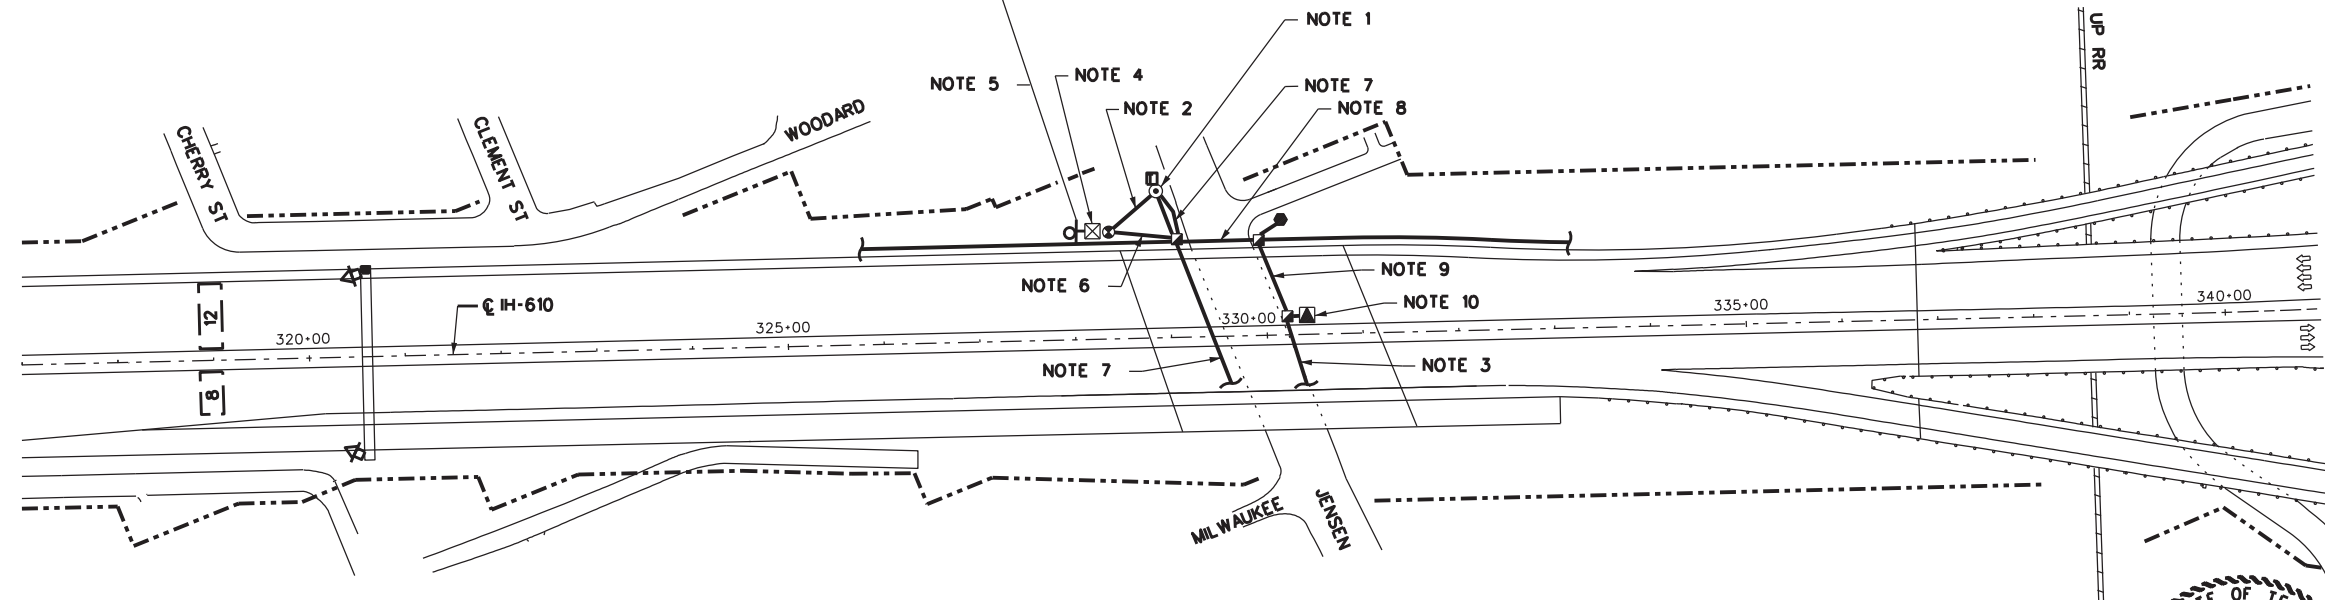 NOTE 1
UP RR
NOTE 5
NOTE 4
NOTE 7
NOTE 2
NOTE 8
WOODARD
CHERRY ST
CLEMENT ST
NOTE 6
NOTE 9
NOTE 10
℄ IH-610
12
320+00
325+00
330+00
335+00
340+00
NOTE 7
NOTE 3
8
MILWAUKEE
JENSEN
OF